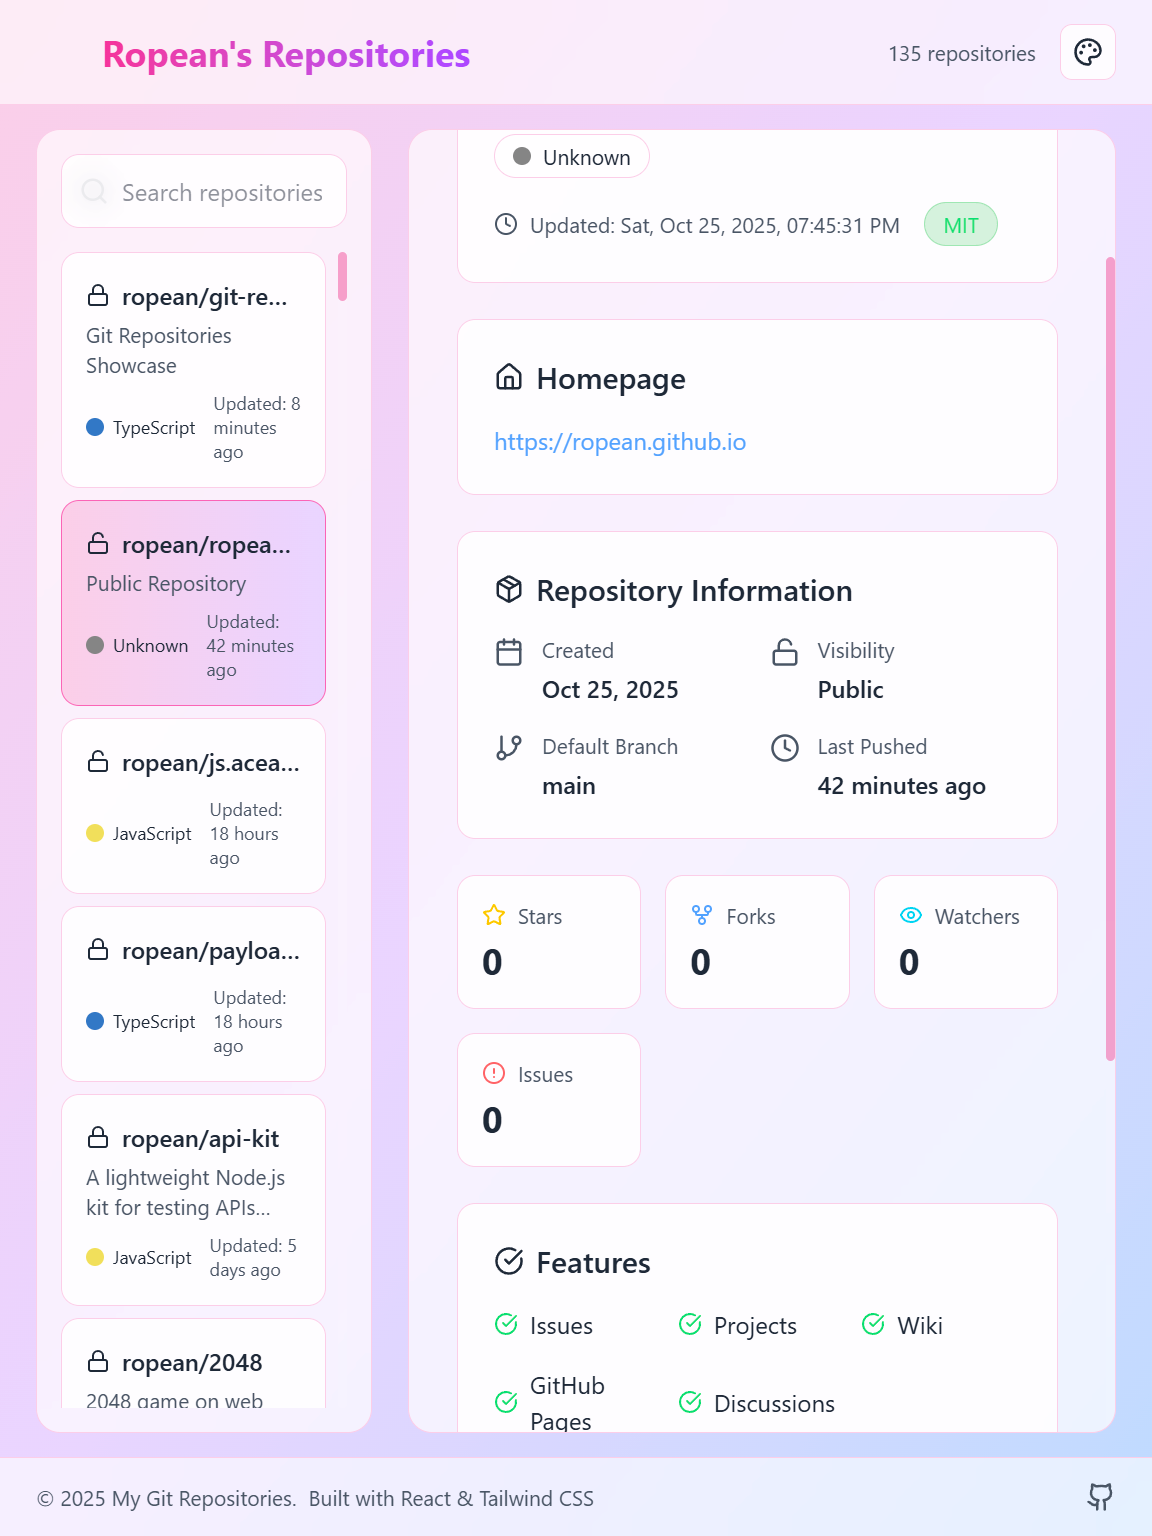 Ropean's Repositories
135 repositories
Search repositories
ropean/git-re...
Git Repositories
Showcase
TypeScript
Updated: 8
minutes
ago
ropean/ropea...
Public Repository
Unknown
Updated:
42 minutes
ago
ropean/js.acea...
JavaScript
Updated:
18 hours
ago
ropean/payloa...
TypeScript
Updated:
18 hours
ago
ropean/api-kit
A lightweight Node.js
kit for testing APIs...
JavaScript
Updated: 5
days ago
ropean/2048
2048 game on web
Unknown
Updated: Sat, Oct 25, 2025, 07:45:31 PM
MIT
Homepage
https://ropean.github.io
Repository Information
Created
Oct 25, 2025
Visibility
Public
Default Branch
main
Last Pushed
42 minutes ago
Stars
0
Forks
0
Watchers
0
Issues
0
Features
Issues
Projects
Wiki
GitHub
Pages
Discussions
© 2025 My Git Repositories. Built with React & Tailwind CSS